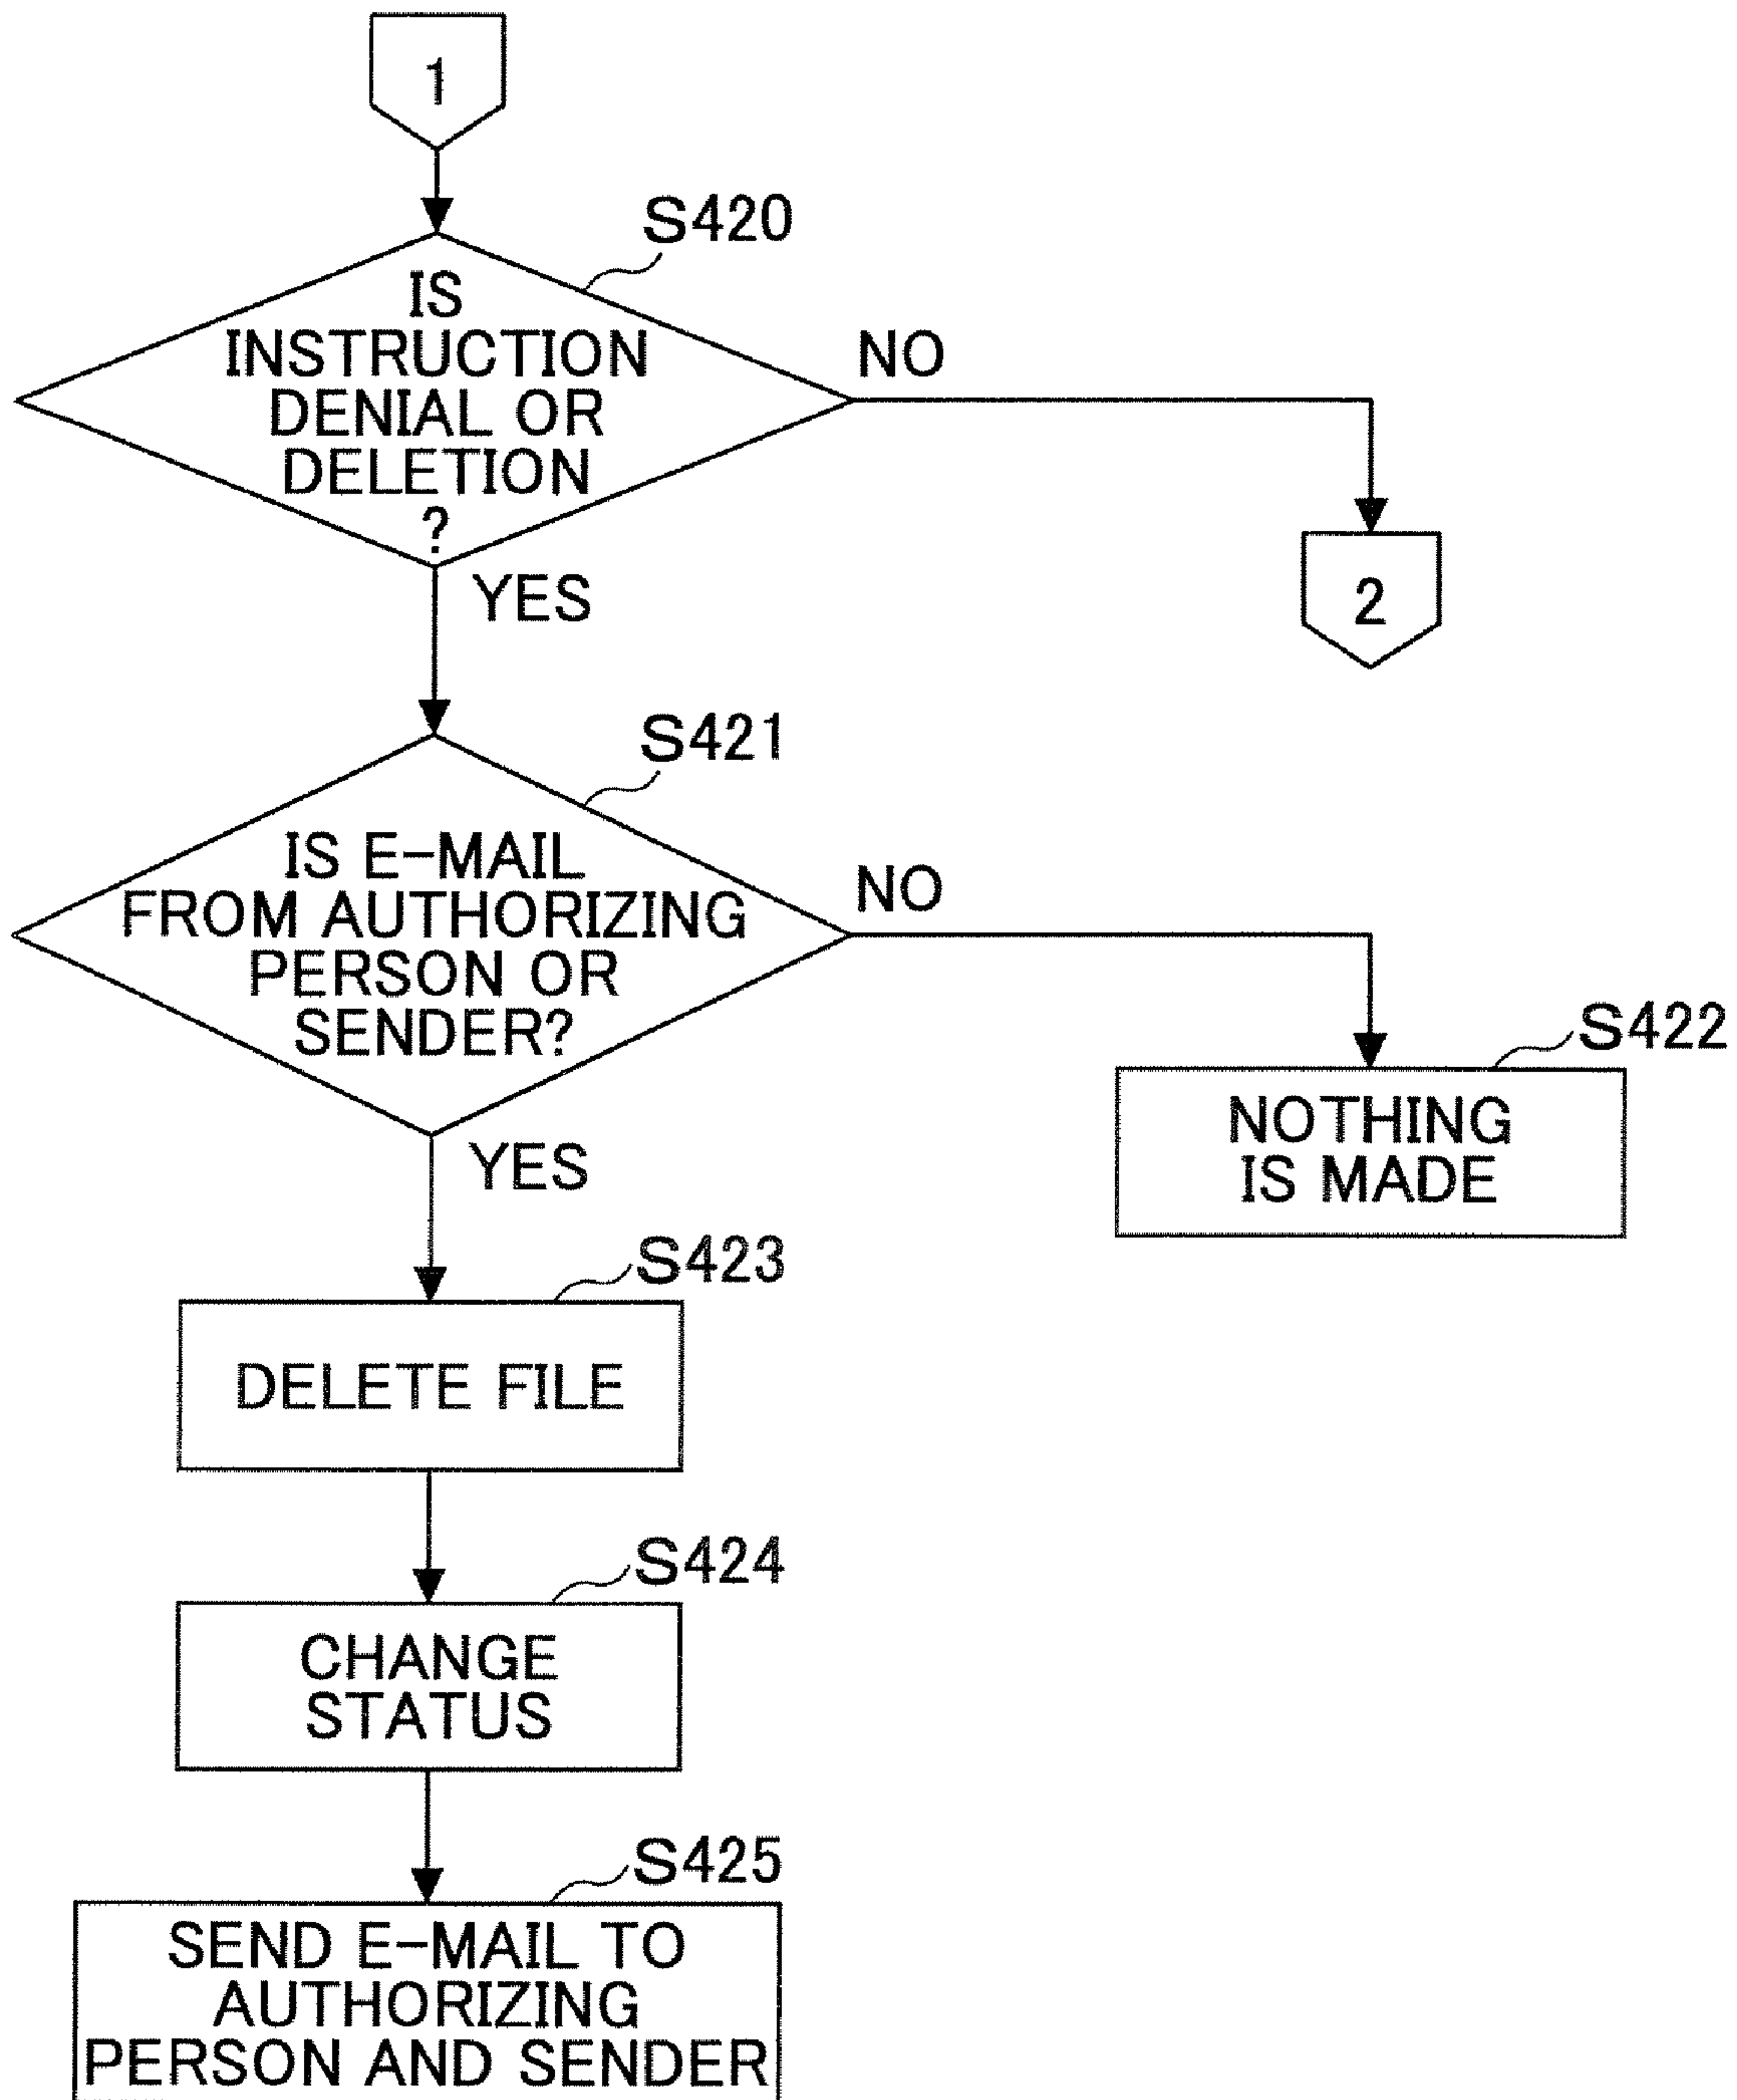 1
S420
IS
INSTRUCTION
DENIAL OR
DELETION
?
NO
YES
2
S421
IS E-MAIL
FROM AUTHORIZING
PERSON OR
SENDER?
NO
YES
S422
NOTHING
IS MADE
S423
DELETE FILE
S424
CHANGE
STATUS
S425
SEND E-MAIL TO
AUTHORIZING
PERSON AND SENDER